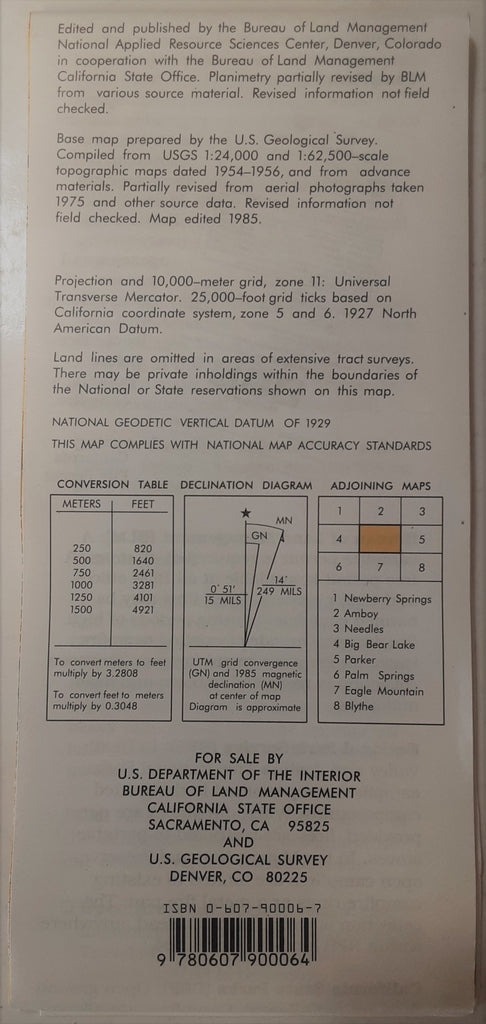 Edited and published by the Bureau of Land Management
National Applied Resource Sciences Center, Denver, Colorado
in cooperation with the Bureau of Land Management
California State Office. Planimetry partially revised by BLM
from various source material. Revised information not field
checked.
Base map prepared by the U.S. Geological Survey.
Compiled from USGS 1:24,000 and 1:62,500–scale
topographic maps dated 1954–1956, and from advance
materials. Partially revised from aerial photographs taken
1975 and other source data. Revised information not
field checked. Map edited 1985.
Projection and 10,000–meter grid, zone 11: Universal
Transverse Mercator. 25,000–foot grid ticks based on
California coordinate system, zone 5 and 6. 1927 North
American Datum.
Land lines are omitted in areas of extensive tract surveys.
There may be private inholdings within the boundaries of
the National or State reservations shown on this map.
NATIONAL GEODETIC VERTICAL DATUM OF 1929
THIS MAP COMPLIES WITH NATIONAL MAP ACCURACY STANDARDS
CONVERSION TABLE
METERS FEET
250 820
500 1640
750 2461
1000 3281
1250 4101
1500 4921
To convert meters to feet
multiply by 3.2808
To convert feet to meters
multiply by 0.3048
DECLINATION DIAGRAM
MN
GN
0° 51'
15 MILS
14°
249 MILS
UTM grid convergence
(GN) and 1985 magnetic
declination (MN)
at center of map
Diagram is approximate
ADJOINING MAPS
1 2 3
4 5
6 7 8
1 Newberry Springs
2 Amboy
3 Needles
4 Big Bear Lake
5 Parker
6 Palm Springs
7 Eagle Mountain
8 Blythe
FOR SALE BY
U.S. DEPARTMENT OF THE INTERIOR
BUREAU OF LAND MANAGEMENT
CALIFORNIA STATE OFFICE
SACRAMENTO, CA 95825
AND
U.S. GEOLOGICAL SURVEY
DENVER, CO 80225
ISBN 0-607-90006-7
9 780607 900064